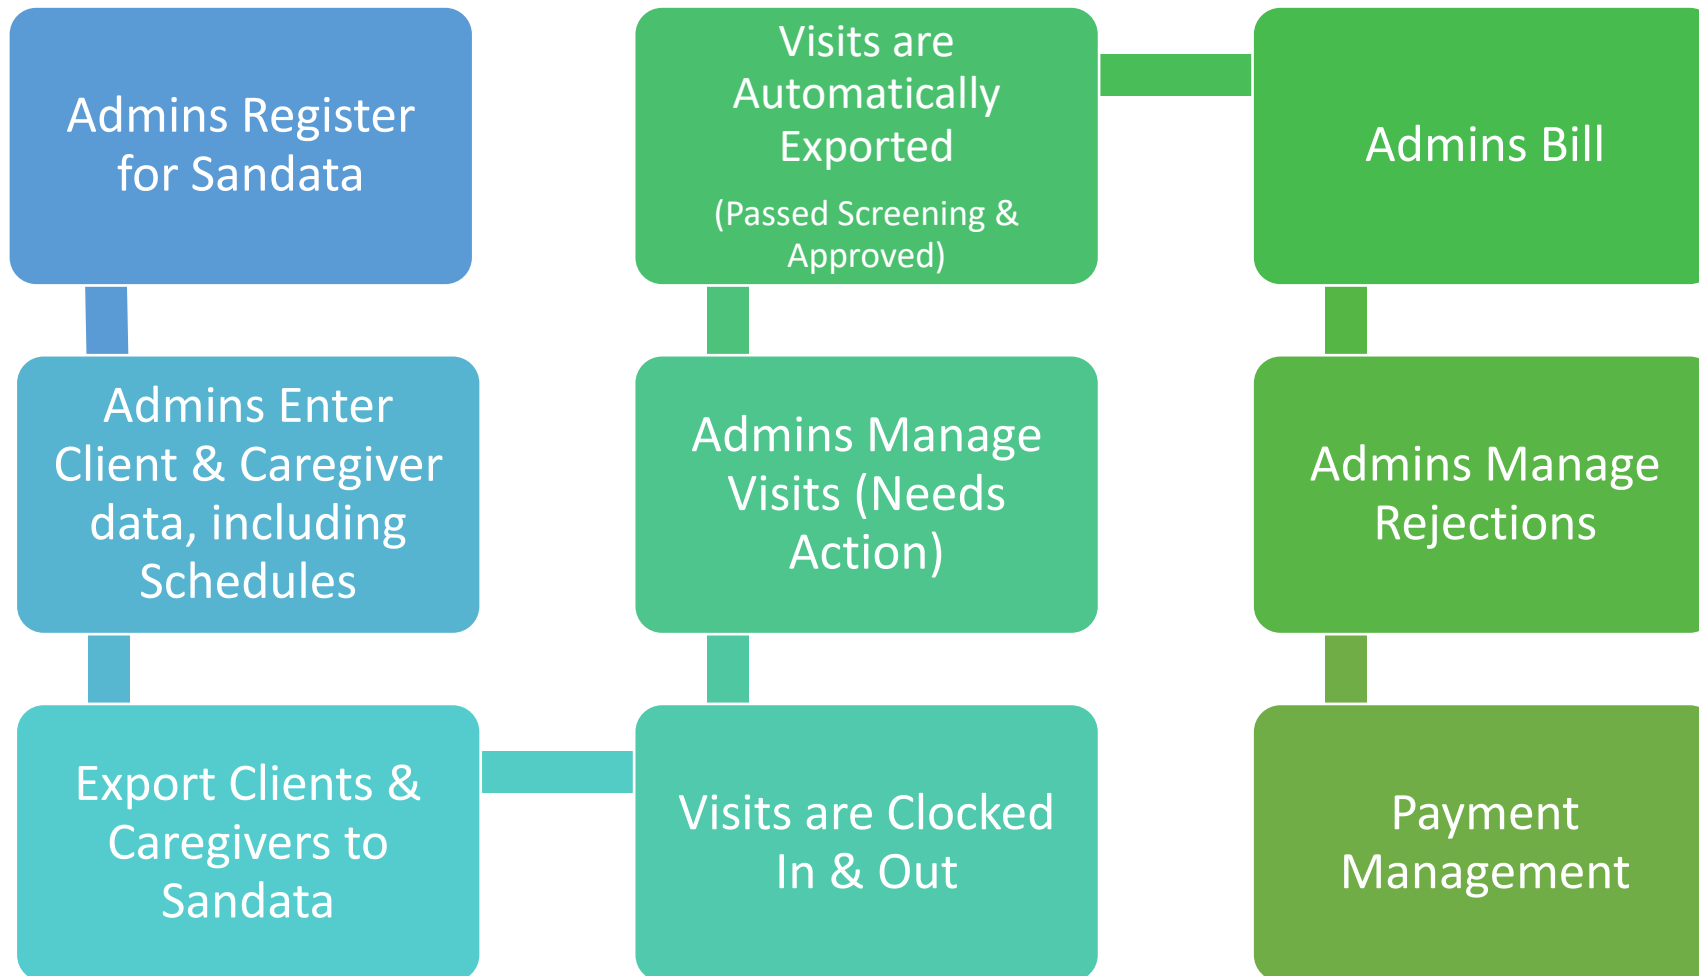 Admins Register
for Sandata
Admins Enter
Client & Caregiver
data, including
Schedules
Export Clients &
Caregivers to
Sandata
Visits are Clocked
In & Out
Admins Manage
Visits (Needs
Action)
Visits are
Automatically
Exported
(Passed Screening &
Approved)
Admins Bill
Admins Manage
Rejections
Payment
Management